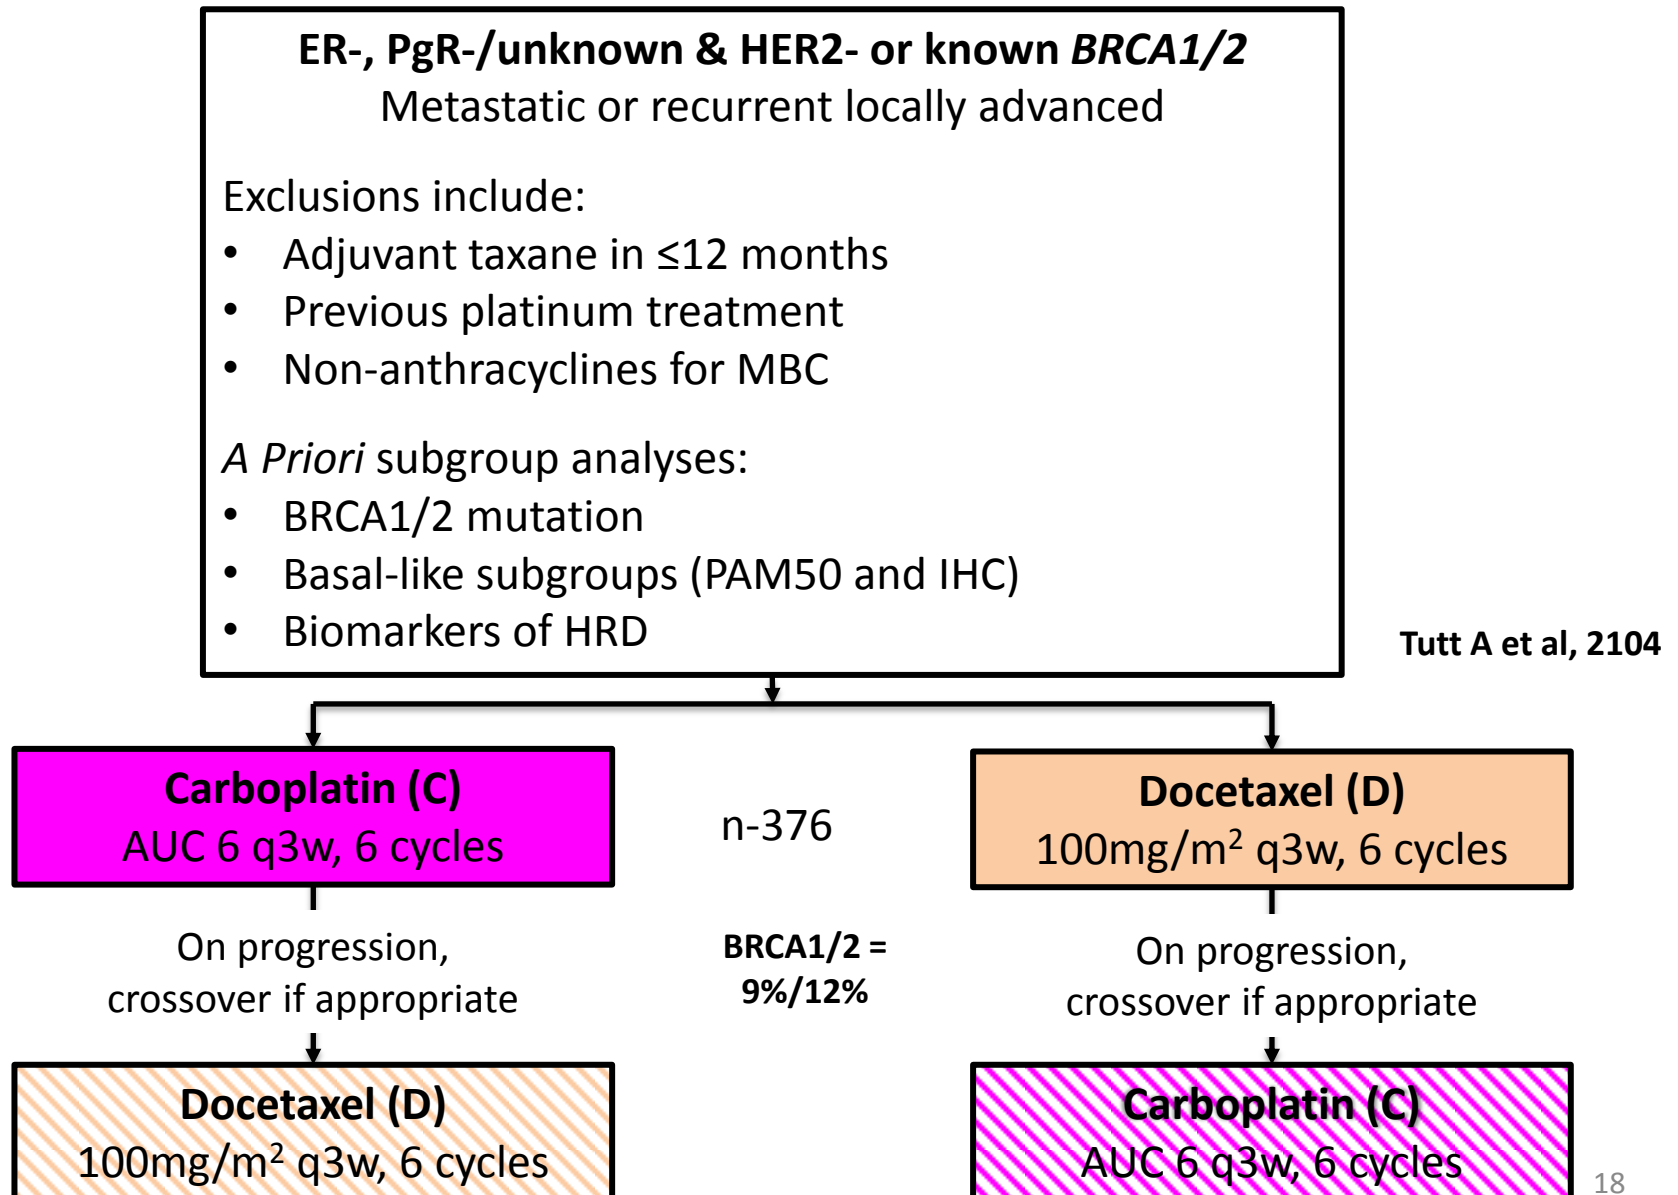 ER-, PgR-/unknown & HER2- or known BRCA1/2
Metastatic or recurrent locally advanced
Exclusions include:
• Adjuvant taxane in ≤12 months
• Previous platinum treatment
• Non-anthracyclines for MBC
A Priori subgroup analyses:
• BRCA1/2 mutation
• Basal-like subgroups (PAM50 and IHC)
• Biomarkers of HRD
Tutt A et al, 2104
Carboplatin (C)
AUC 6 q3w, 6 cycles
n-376
Docetaxel (D)
100mg/m² q3w, 6 cycles
On progression,
crossover if appropriate
BRCA1/2 =
9%/12%
On progression,
crossover if appropriate
Docetaxel (D)
100mg/m² q3w, 6 cycles
Carboplatin (C)
AUC 6 q3w, 6 cycles
18